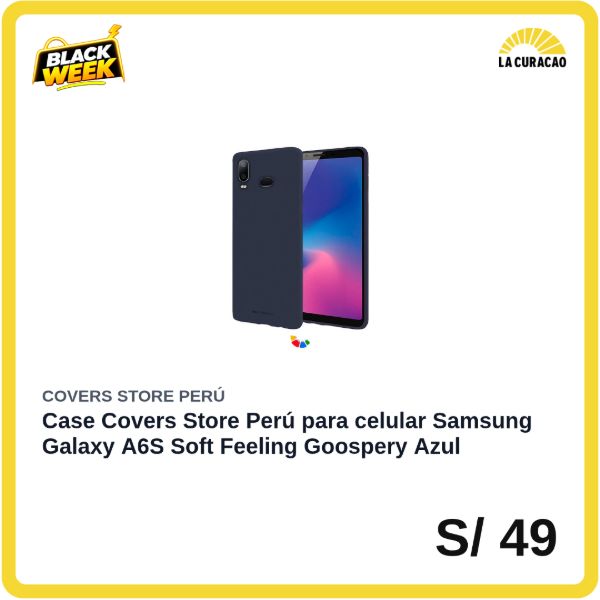 BLACK
WEEK
LA CURACAO
COVERS STORE PERÚ
Case Covers Store Perú para celular Samsung
Galaxy A6S Soft Feeling Goospery Azul
S/ 49